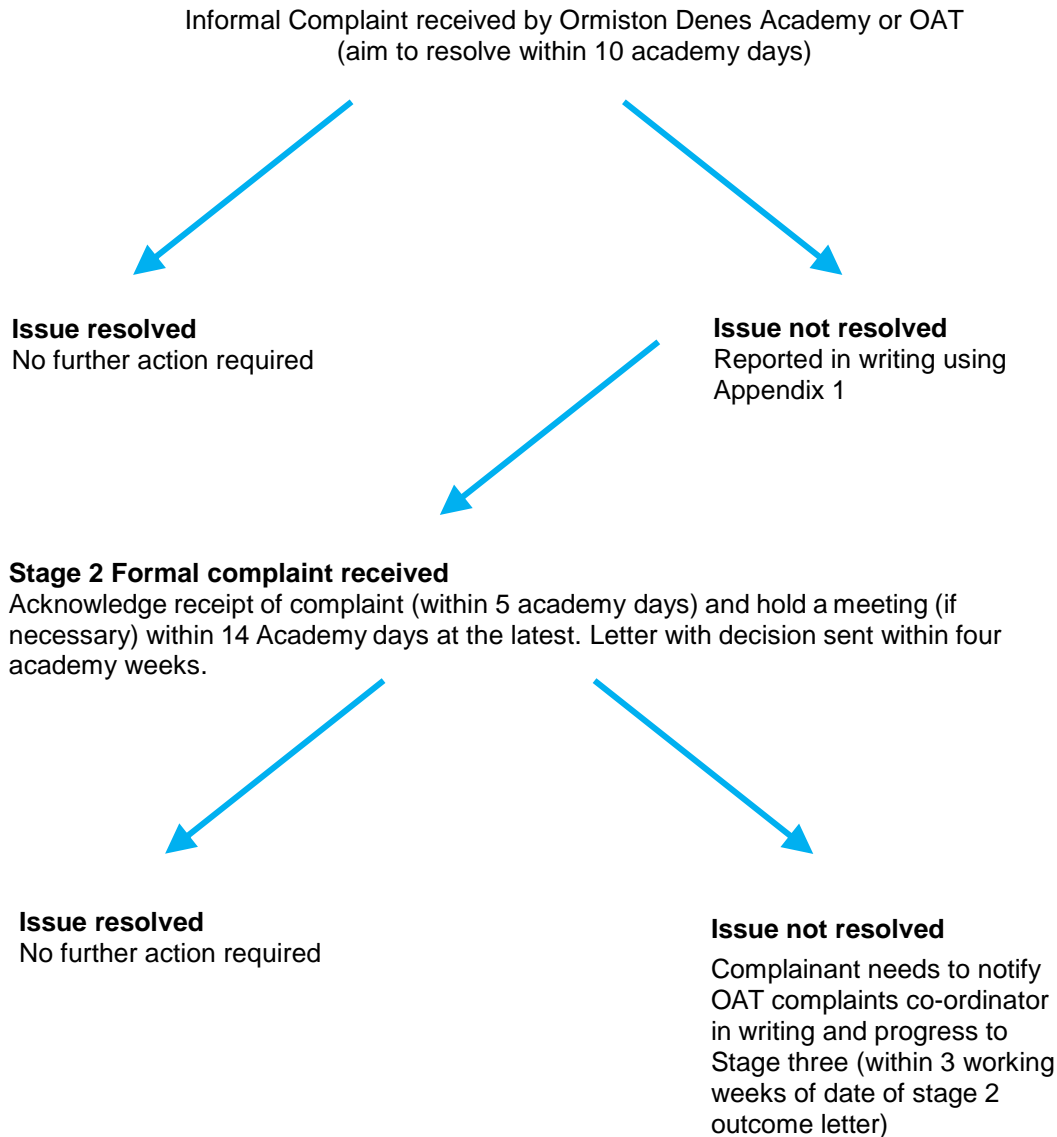 Informal Complaint received by Ormiston Denes Academy or OAT
(aim to resolve within 10 academy days)
Issue resolved
No further action required
Issue not resolved
Reported in writing using
Appendix 1
Stage 2 Formal complaint received
Acknowledge receipt of complaint (within 5 academy days) and hold a meeting (if
necessary) within 14 Academy days at the latest. Letter with decision sent within four
academy weeks.
Issue resolved
No further action required
Issue not resolved
Complainant needs to notify
OAT complaints co-ordinator
in writing and progress to
Stage three (within 3 working
weeks of date of stage 2
outcome letter)